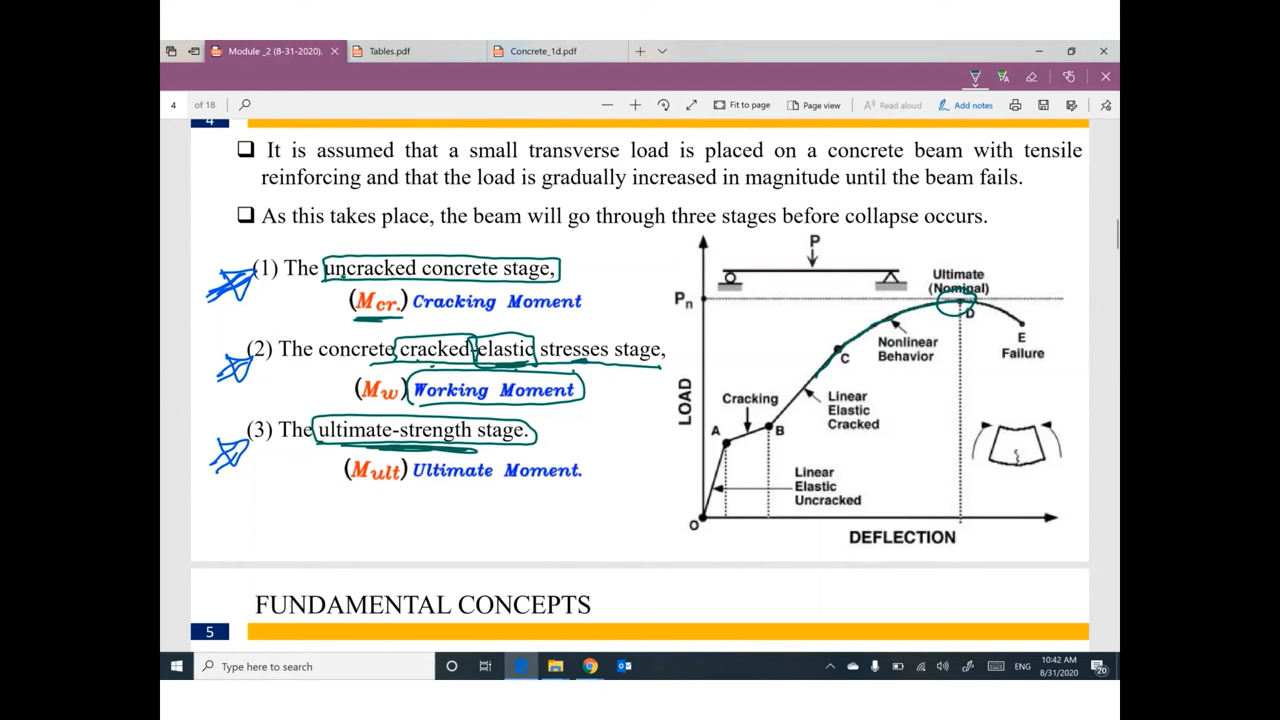 Module _2 (8-31-2020).
Tables.pdf
Concrete_1d.pdf
4 of 18
Fit to page
Page view
Read aloud
Add notes
4
❑ It is assumed that a small transverse load is placed on a concrete beam with tensile
reinforcing and that the load is gradually increased in magnitude until the beam fails.
❑ As this takes place, the beam will go through three stages before collapse occurs.
(1) The uncracked concrete stage,
(Mcr.) Cracking Moment
(2) The concrete cracked-elastic stresses stage,
(Mw) Working Moment
(3) The ultimate-strength stage.
(Mult) Ultimate Moment.
P
Ultimate
(Nominal)
Pn
D
E
Failure
C
Nonlinear
Behavior
LOAD
Cracking
Linear
Elastic
Cracked
A
B
Linear
Elastic
Uncracked
O
DEFLECTION
FUNDAMENTAL CONCEPTS
5
Type here to search
ENG
10:42 AM
8/31/2020
20